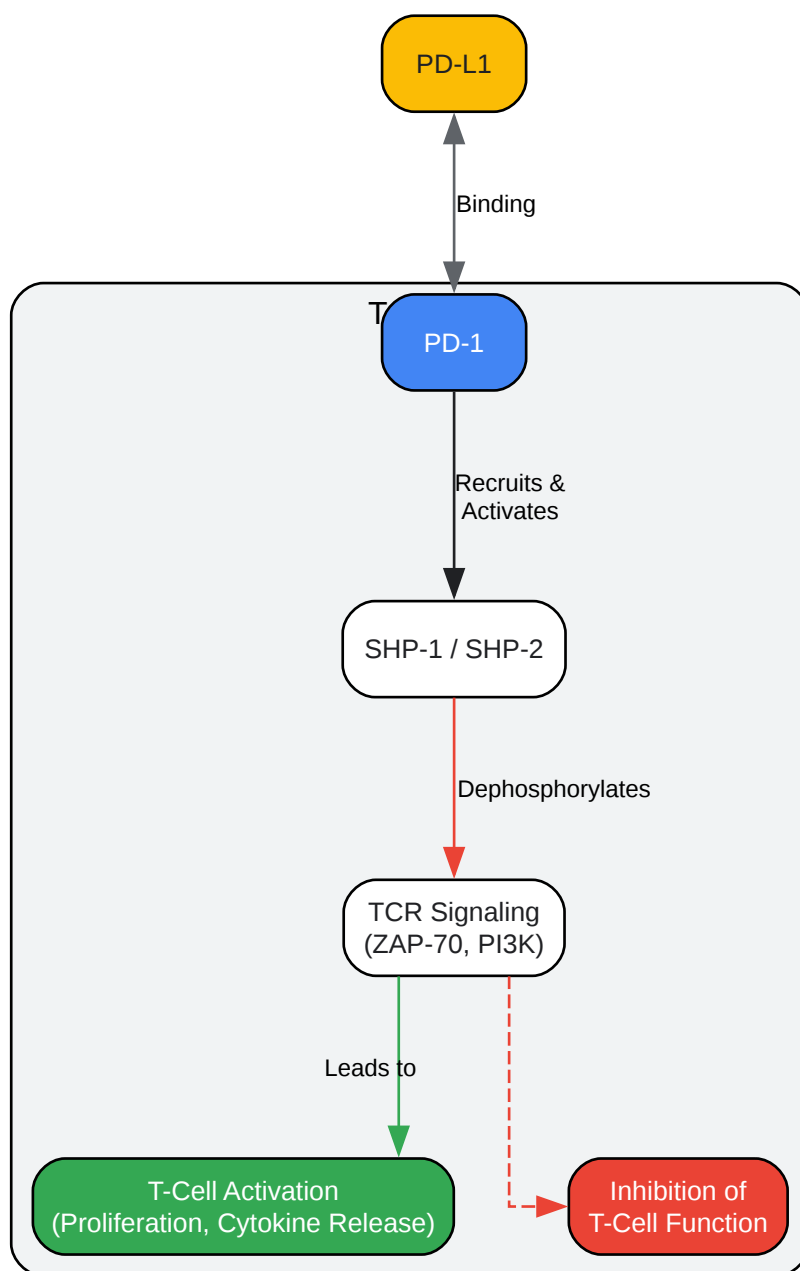 PD-L1
Binding
T
PD-1
Recruits &
Activates
SHP-1 / SHP-2
Dephosphorylates
TCR Signaling
(ZAP-70, PI3K)
Leads to
T-Cell Activation
(Proliferation, Cytokine Release)
Inhibition of
T-Cell Function